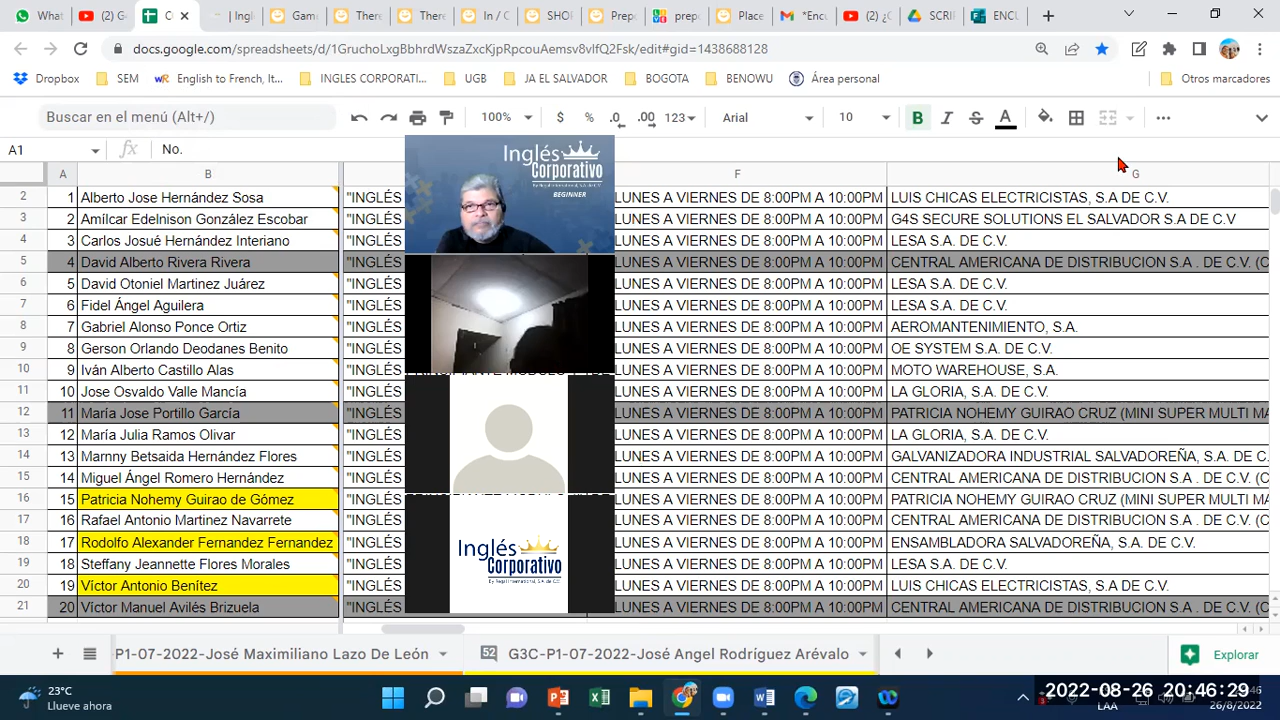 What
(2) G
C
Ingl
Gam
There
There
In / C
SHO
Prep
prep
Place
*Enc
(2) ¿C
SCRI
ENCU
docs.google.com/spreadsheets/d/1GruchoLxgBbhrdWszaZxcKjpRpcouAemsv8vlfQ2Fsk/edit#gid=1438688128
Dropbox
SEM
English to French, It...
INGLES CORPORATI...
UGB
JA EL SALVADOR
BOGOTA
BENOWU
Área personal
Otros marcadores
Buscar en el menú (Alt+/)
100%
$ % .0 .00 123
Arial
10
B I S A
A1
fx No.
A B F G
2 1 Alberto Jose Hernández Sosa "INGLÉS LUNES A VIERNES DE 8:00PM A 10:00PM LUIS CHICAS ELECTRICISTAS, S.A DE C.V.
3 2 Amílcar Edelnison González Escobar "INGLÉS LUNES A VIERNES DE 8:00PM A 10:00PM G4S SECURE SOLUTIONS EL SALVADOR S.A DE C.V
4 3 Carlos Josué Hernández Interiano "INGLÉS LUNES A VIERNES DE 8:00PM A 10:00PM LESA S.A. DE C.V.
5 4 David Alberto Rivera Rivera "INGLÉS LUNES A VIERNES DE 8:00PM A 10:00PM CENTRAL AMERICANA DE DISTRIBUCION S.A . DE C.V. (C
6 5 David Otoniel Martinez Juárez "INGLÉS LUNES A VIERNES DE 8:00PM A 10:00PM LESA S.A. DE C.V.
7 6 Fidel Ángel Aguilera "INGLÉS LUNES A VIERNES DE 8:00PM A 10:00PM LESA S.A. DE C.V.
8 7 Gabriel Alonso Ponce Ortiz "INGLÉS LUNES A VIERNES DE 8:00PM A 10:00PM AEROMANTENIMIENTO, S.A.
9 8 Gerson Orlando Deodanes Benito "INGLÉS LUNES A VIERNES DE 8:00PM A 10:00PM OE SYSTEM S.A. DE C.V.
10 9 Iván Alberto Castillo Alas "INGLÉS LUNES A VIERNES DE 8:00PM A 10:00PM MOTO WAREHOUSE, S.A.
11 10 Jose Osvaldo Valle Mancía "INGLÉS LUNES A VIERNES DE 8:00PM A 10:00PM LA GLORIA, S.A. DE C.V.
12 11 María Jose Portillo García "INGLÉS LUNES A VIERNES DE 8:00PM A 10:00PM PATRICIA NOHEMY GUIRAO CRUZ (MINI SUPER MULTI MA
13 12 María Julia Ramos Olivar "INGLÉS LUNES A VIERNES DE 8:00PM A 10:00PM LA GLORIA, S.A. DE C.V.
14 13 Marnny Betsaida Hernández Flores "INGLÉS LUNES A VIERNES DE 8:00PM A 10:00PM GALVANIZADORA INDUSTRIAL SALVADOREÑA, S.A DE C.
15 14 Miguel Ángel Romero Hernández "INGLÉS LUNES A VIERNES DE 8:00PM A 10:00PM CENTRAL AMERICANA DE DISTRIBUCION S.A . DE C.V. (C
16 15 Patricia Nohemy Guirao de Gómez "INGLÉS LUNES A VIERNES DE 8:00PM A 10:00PM PATRICIA NOHEMY GUIRAO CRUZ (MINI SUPER MULTI MA
17 16 Rafael Antonio Martinez Navarrete "INGLÉS LUNES A VIERNES DE 8:00PM A 10:00PM CENTRAL AMERICANA DE DISTRIBUCION S.A . DE C.V. (C
18 17 Rodolfo Alexander Fernandez Fernandez "INGLÉS LUNES A VIERNES DE 8:00PM A 10:00PM ENSAMBLADORA SALVADOREÑA, S.A. DE C.V.
19 18 Steffany Jeannette Flores Morales "INGLÉS LUNES A VIERNES DE 8:00PM A 10:00PM LESA S.A. DE C.V.
20 19 Víctor Antonio Benítez "INGLÉS LUNES A VIERNES DE 8:00PM A 10:00PM LUIS CHICAS ELECTRICISTAS, S.A DE C.V.
21 20 Víctor Manuel Avilés Brizuela "INGLÉS LUNES A VIERNES DE 8:00PM A 10:00PM CENTRAL AMERICANA DE DISTRIBUCION S.A . DE C.V. (C
Inglés
Corporativo
By Regal International, S.A. DE C.V.
BEGINNER
Inglés
Corporativo
By Regal International, S.A. DE C.V.
P1-07-2022-José Maximiliano Lazo De León
52 G3C-P1-07-2022-José Angel Rodríguez Arévalo
Explorar
23°C
Llueve ahora
2022-08-26 20:46:29
LAA
26/8/2022